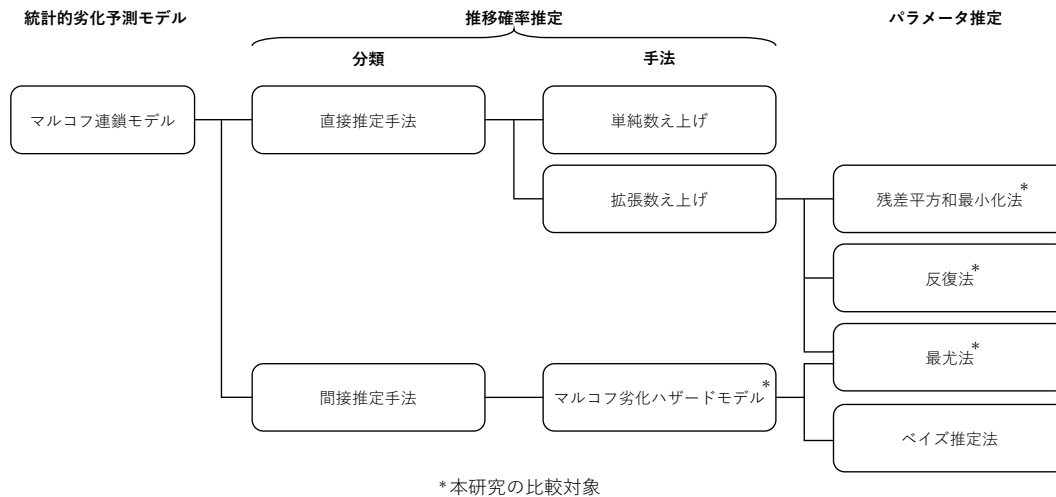 統計的劣化予測モデル
推移確率推定
パラメータ推定
分類
手法
マルコフ連鎖モデル
直接推定手法
単純数え上げ
拡張数え上げ
残差平方和最小化法*
反復法*
最尤法*
間接推定手法
マルコフ劣化ハザードモデル*
ベイズ推定法
*本研究の比較対象